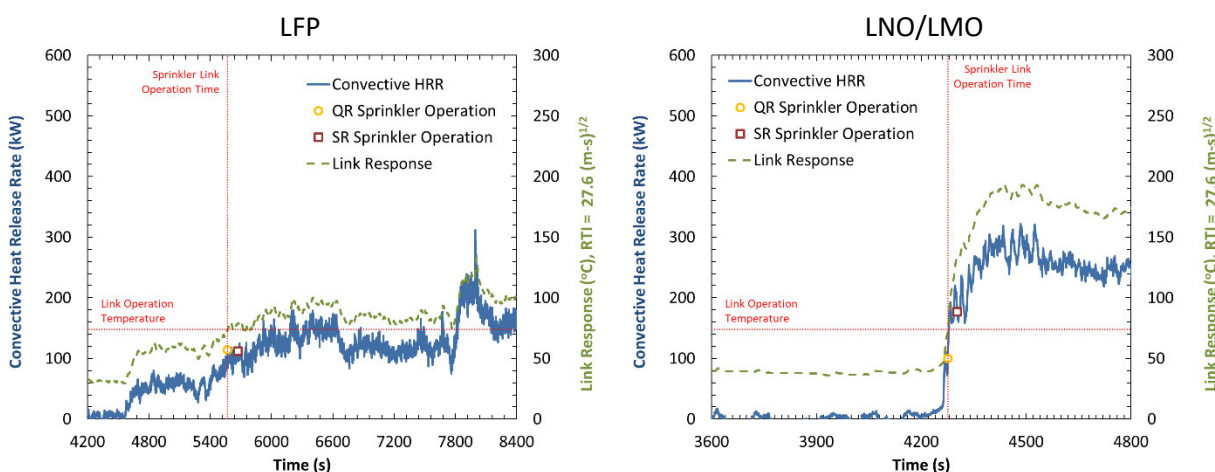 LFP
Convective Heat Release Rate (kW)
600
500
400
300
200
100
0
Sprinkler Link
Operation Time
Convective HRR
QR Sprinkler Operation
SR Sprinkler Operation
Link Response
Link Operation
Temperature
300
250
200
150
100
50
0
Link Response (°C), RTI = 27.6 (m-s)1/2
4200 4800 5400 6000 6600 7200 7800 8400
Time (s)
LNO/LMO
Convective Heat Release Rate (kW)
600
500
400
300
200
100
0
Sprinkler Link
Operation Time
Convective HRR
QR Sprinkler Operation
SR Sprinkler Operation
Link Response
Link Operation
Temperature
300
250
200
150
100
50
0
Link Response (°C), RTI = 27.6 (m-s)1/2
3600 3900 4200 4500 4800
Time (s)